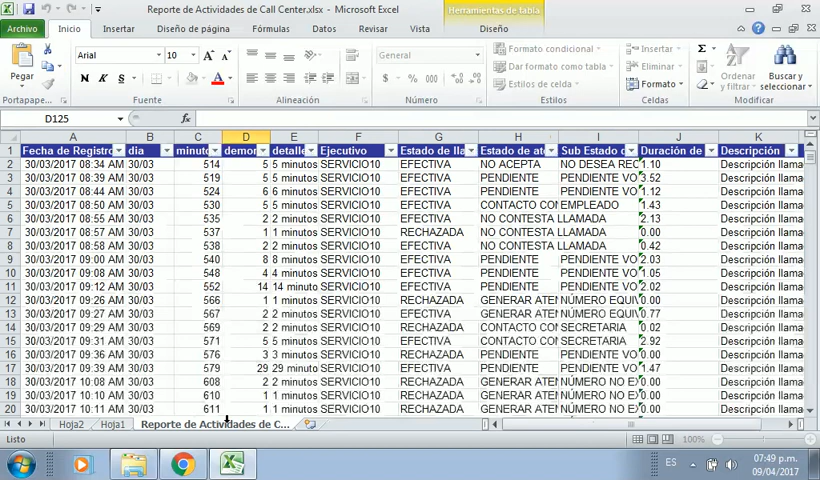 Reporte de Actividades de Call Center.xlsx - Microsoft Excel
Herramientas de tabla
Archivo Inicio Insertar Diseño de página Fórmulas Datos Revisar Vista Diseño
Pegar
Arial 10
N K S
General
$ % 000
Formato condicional
Dar formato como tabla
Estilos de celda
Insertar
Eliminar
Formato
Ordenar y filtrar
Buscar y seleccionar
Portapape... Fuente Alineación Número Estilos Celdas Modificar
D125 fx
A B C D E F G H I J K
1 Fecha de Registro dia minuto demor detalle Ejecutivo Estado de lla Estado de ate Sub Estado d Duración de Descripción
2 30/03/2017 08:34 AM 30/03 514 5 5 minutos SERVICIO10 EFECTIVA NO ACEPTA NO DESEA REC 1.10 Descripción llama
3 30/03/2017 08:39 AM 30/03 519 5 5 minutos SERVICIO10 EFECTIVA PENDIENTE PENDIENTE VO 3.52 Descripción llama
4 30/03/2017 08:44 AM 30/03 524 6 6 minutos SERVICIO10 EFECTIVA PENDIENTE PENDIENTE VO 1.12 Descripción llama
5 30/03/2017 08:50 AM 30/03 530 5 5 minutos SERVICIO10 EFECTIVA CONTACTO CON EMPLEADO 1.43 Descripción llama
6 30/03/2017 08:55 AM 30/03 535 2 2 minutos SERVICIO10 EFECTIVA NO CONTESTA LLAMADA 2.13 Descripción llama
7 30/03/2017 08:57 AM 30/03 537 1 1 minutos SERVICIO10 RECHAZADA NO CONTESTA LLAMADA 0.00 Descripción llama
8 30/03/2017 08:58 AM 30/03 538 2 2 minutos SERVICIO10 EFECTIVA NO CONTESTA LLAMADA 0.42 Descripción llama
9 30/03/2017 09:00 AM 30/03 540 8 8 minutos SERVICIO10 EFECTIVA PENDIENTE PENDIENTE VO 2.03 Descripción llama
10 30/03/2017 09:08 AM 30/03 548 4 4 minutos SERVICIO10 EFECTIVA PENDIENTE PENDIENTE VO 1.05 Descripción llama
11 30/03/2017 09:12 AM 30/03 552 14 14 minuto SERVICIO10 EFECTIVA PENDIENTE PENDIENTE VO 2.02 Descripción llama
12 30/03/2017 09:26 AM 30/03 566 1 1 minutos SERVICIO10 RECHAZADA GENERAR ATEN NÚMERO EQUIV 0.00 Descripción llama
13 30/03/2017 09:27 AM 30/03 567 2 2 minutos SERVICIO10 EFECTIVA GENERAR ATEN NÚMERO EQUIV 0.77 Descripción llama
14 30/03/2017 09:29 AM 30/03 569 2 2 minutos SERVICIO10 RECHAZADA CONTACTO CON SECRETARIA 0.02 Descripción llama
15 30/03/2017 09:31 AM 30/03 571 5 5 minutos SERVICIO10 EFECTIVA CONTACTO CON SECRETARIA 2.92 Descripción llama
16 30/03/2017 09:36 AM 30/03 576 3 3 minutos SERVICIO10 RECHAZADA PENDIENTE PENDIENTE VO 0.00 Descripción llama
17 30/03/2017 09:39 AM 30/03 579 29 29 minuto SERVICIO10 EFECTIVA PENDIENTE PENDIENTE VO 1.47 Descripción llama
18 30/03/2017 10:08 AM 30/03 608 2 2 minutos SERVICIO10 RECHAZADA GENERAR ATEN NÚMERO NO EX 0.00 Descripción llama
19 30/03/2017 10:10 AM 30/03 610 1 1 minutos SERVICIO10 RECHAZADA GENERAR ATEN NÚMERO NO EX 0.00 Descripción llama
20 30/03/2017 10:11 AM 30/03 611 1 1 minutos SERVICIO10 RECHAZADA GENERAR ATEN NÚMERO NO EX 0.00 Descripción llama
Hoja2 Hoja1 Reporte de Actividades de C...
Listo 100%
ES 07:49 p.m.
09/04/2017